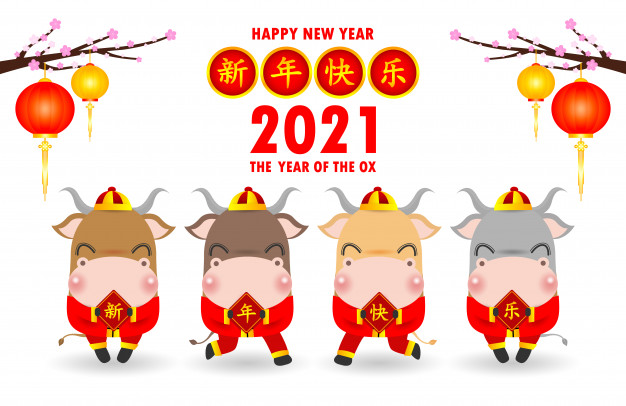 HAPPY NEW YEAR
新年快乐
2021
THE YEAR OF THE OX
新 年 快 乐